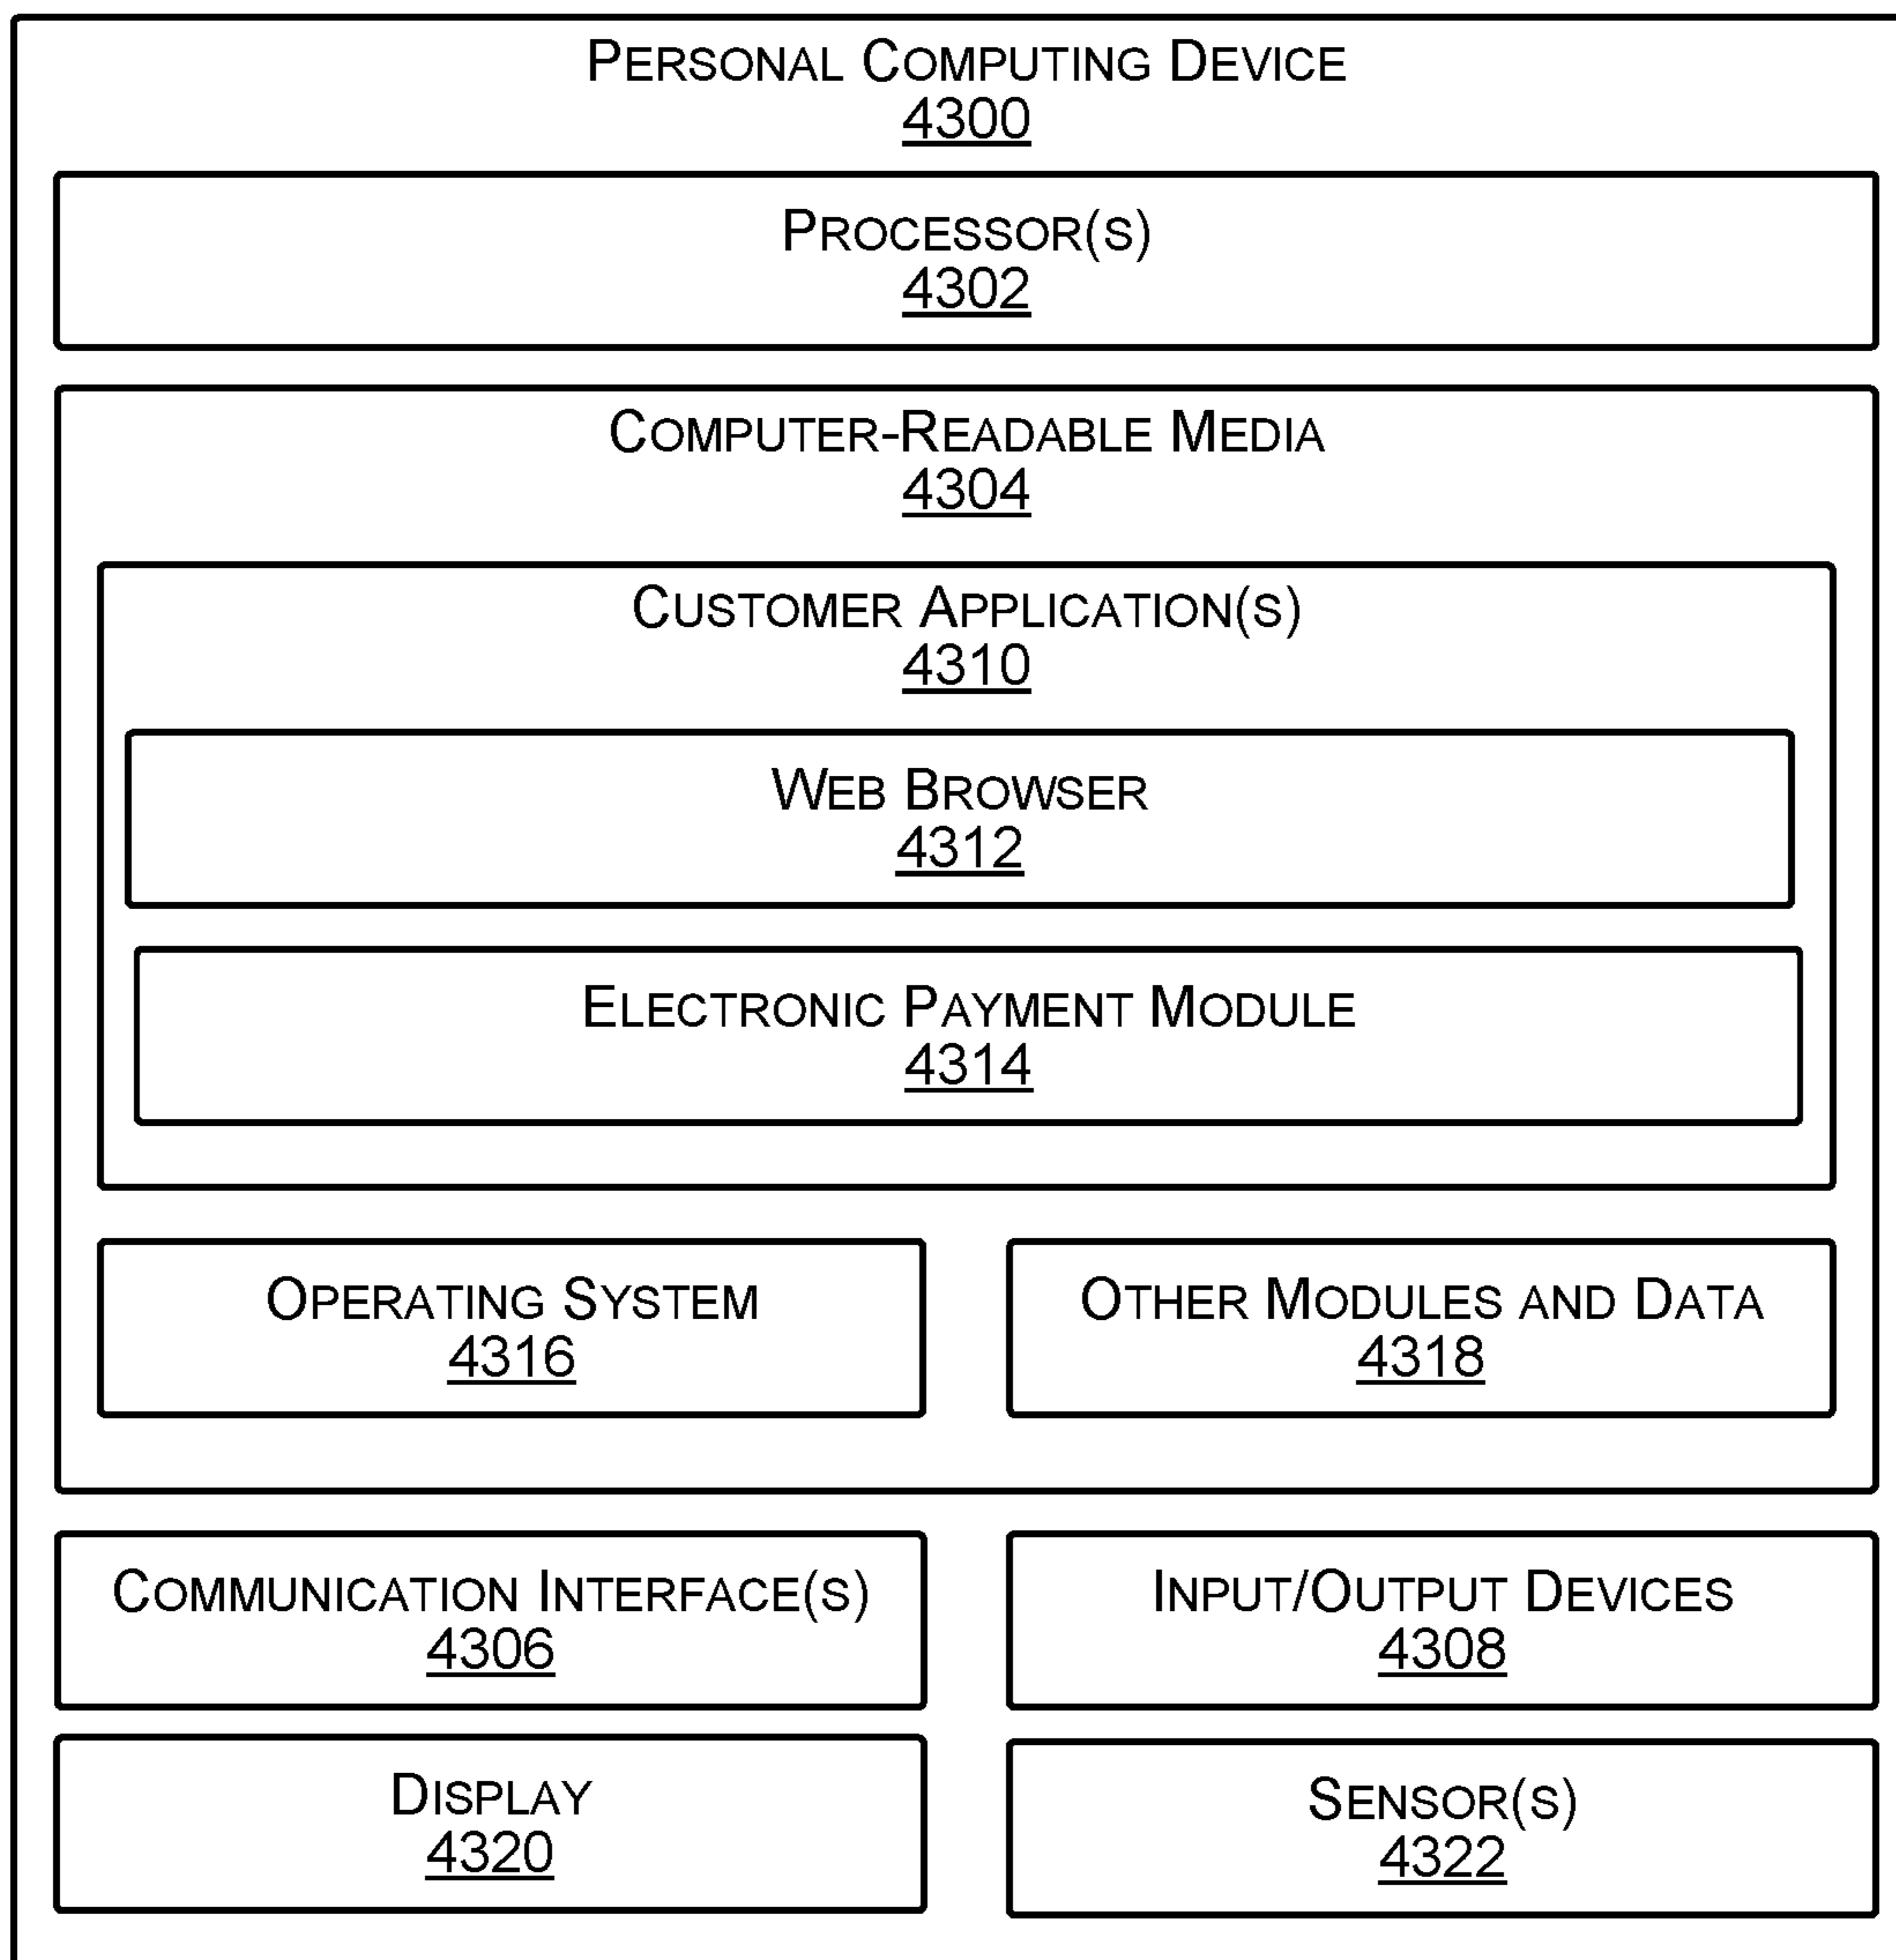 PERSONAL COMPUTING DEVICE
4300
PROCESSOR(S)
4302
COMPUTER-READABLE MEDIA
4304
CUSTOMER APPLICATION(S)
4310
WEB BROWSER
4312
ELECTRONIC PAYMENT MODULE
4314
OPERATING SYSTEM
4316
OTHER MODULES AND DATA
4318
COMMUNICATION INTERFACE(S)
4306
INPUT/OUTPUT DEVICES
4308
DISPLAY
4320
SENSOR(S)
4322